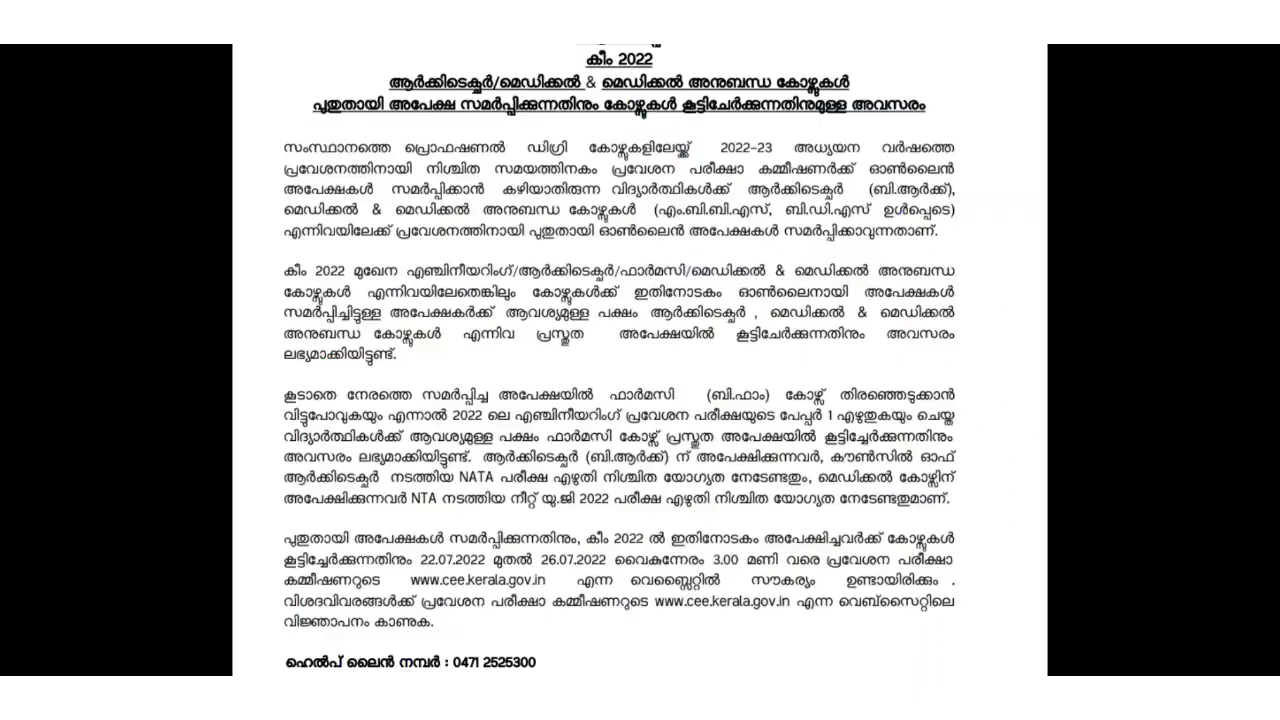 കീം 2022
ആർക്കിടെക്ചർ/മെഡിക്കൽ & മെഡിക്കൽ അനുബന്ധ കോഴ്സുകൾ
പുതുതായി അപേക്ഷ സമർപ്പിക്കുന്നതിനും കോഴ്സുകൾ കൂട്ടിചേർക്കുന്നതിനുമുള്ള അവസരം
സംസ്ഥാനത്തെ പ്രൊഫഷണൽ ഡിഗ്രി കോഴ്സുകളിലേയ്ക്ക് 2022-23 അധ്യയന വർഷത്തെ
പ്രവേശനത്തിനായി നിശ്ചിത സമയത്തിനകം പ്രവേശന പരീക്ഷാ കമ്മീഷണർക്ക് ഓൺലൈൻ
അപേക്ഷകൾ സമർപ്പിക്കാൻ കഴിയാതിരുന്ന വിദ്യാർത്ഥികൾക്ക് ആർക്കിടെക്ചർ (ബി.ആർക്ക്),
മെഡിക്കൽ & മെഡിക്കൽ അനുബന്ധ കോഴ്സുകൾ (എം.ബി.ബി.എസ്, ബി.ഡി.എസ് ഉൾപ്പെടെ)
എന്നിവയിലേക്ക് പ്രവേശനത്തിനായി പുതുതായി ഓൺലൈൻ അപേക്ഷകൾ സമർപ്പിക്കാവുന്നതാണ്.
കീം 2022 മുഖേന എഞ്ചിനീയറിംഗ്/ആർക്കിടെക്ചർ/ഫാർമസി/മെഡിക്കൽ & മെഡിക്കൽ അനുബന്ധ
കോഴ്സുകൾ എന്നിവയിലേതെങ്കിലും കോഴ്സുകൾക്ക് ഇതിനോടകം ഓൺലൈനായി അപേക്ഷകൾ
സമർപ്പിച്ചിട്ടുള്ള അപേക്ഷകർക്ക് ആവശ്യമുള്ള പക്ഷം ആർക്കിടെക്ചർ , മെഡിക്കൽ & മെഡിക്കൽ
അനുബന്ധ കോഴ്സുകൾ എന്നിവ പ്രസ്തുത അപേക്ഷയിൽ കൂട്ടിചേർക്കുന്നതിനും അവസരം
ലഭ്യമാക്കിയിട്ടുണ്ട്.
കൂടാതെ നേരത്തെ സമർപ്പിച്ച അപേക്ഷയിൽ ഫാർമസി (ബി.ഫാം) കോഴ്സ് തിരഞ്ഞെടുക്കാൻ
വിട്ടുപോവുകയും എന്നാൽ 2022 ലെ എഞ്ചിനീയറിംഗ് പ്രവേശന പരീക്ഷയുടെ പേപ്പർ 1 എഴുതുകയും ചെയ്ത
വിദ്യാർത്ഥികൾക്ക് ആവശ്യമുള്ള പക്ഷം ഫാർമസി കോഴ്സ് പ്രസ്തുത അപേക്ഷയിൽ കൂട്ടിച്ചേർക്കുന്നതിനും
അവസരം ലഭ്യമാക്കിയിട്ടുണ്ട്. ആർക്കിടെക്ചർ (ബി.ആർക്ക്) ന് അപേക്ഷിക്കുന്നവർ, കൗൺസിൽ ഓഫ്
ആർക്കിടെക്ചർ നടത്തിയ NATA പരീക്ഷ എഴുതി നിശ്ചിത യോഗ്യത നേടേണ്ടതും, മെഡിക്കൽ കോഴ്സിന്
അപേക്ഷിക്കുന്നവർ NTA നടത്തിയ നീറ്റ് യു.ജി 2022 പരീക്ഷ എഴുതി നിശ്ചിത യോഗ്യത നേടേണ്ടതുമാണ്.
പുതുതായി അപേക്ഷകൾ സമർപ്പിക്കുന്നതിനും, കീം 2022 ൽ ഇതിനോടകം അപേക്ഷിച്ചവർക്ക് കോഴ്സുകൾ
കൂട്ടിച്ചേർക്കുന്നതിനും 22.07.2022 മുതൽ 26.07.2022 വൈകുന്നേരം 3.00 മണി വരെ പ്രവേശന പരീക്ഷാ
കമ്മീഷണറുടെ www.cee.kerala.gov.in എന്ന വെബ്സൈറ്റിൽ സൗകര്യം ഉണ്ടായിരിക്കും .
വിശദവിവരങ്ങൾക്ക് പ്രവേശന പരീക്ഷാ കമ്മീഷണറുടെ www.cee.kerala.gov.in എന്ന വെബ്സൈറ്റിലെ
വിജ്ഞാപനം കാണുക.
ഹെൽപ് ലൈൻ നമ്പർ : 0471 2525300